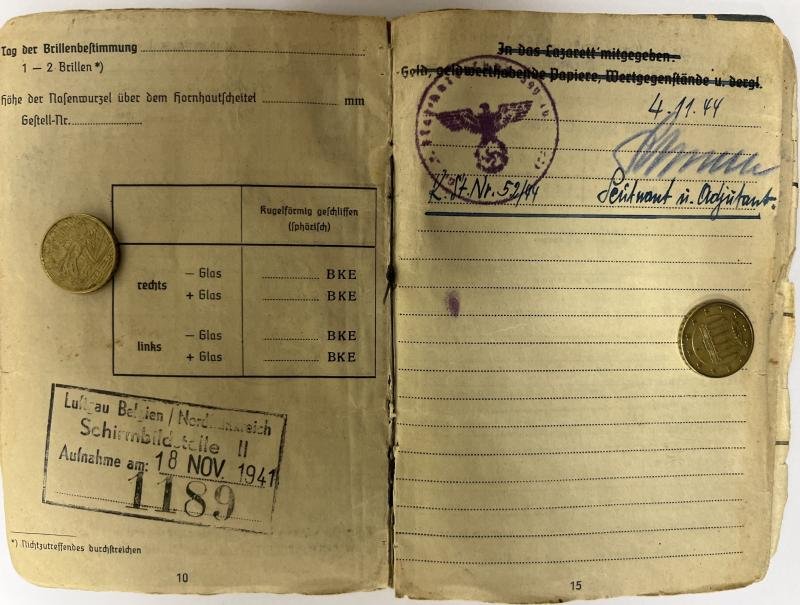 Tag der Brillenbestimmung
1 — 2 Brillen *)
Höhe der Nasenwurzel über dem Hornhautscheitel mm
Gestell-Nr.
Kugelförmig geschliffen
(sphärisch)
rechts
— Glas BKE
+ Glas BKE
links
— Glas BKE
+ Glas BKE
Luftgau Belgien / Nordfrankreich
Schirmbildstelle II
Aufnahme am: 18 NOV. 1941
1189
*) Nichtzutreffendes durchstreichen
10
In das Lazarett mitgegeben.
Geld, geldwerthabende Papiere, Wertgegenstände u. dergl.
4.11.44
K.St.Nr. 52/44 Leutnant u. Adjutant.
15